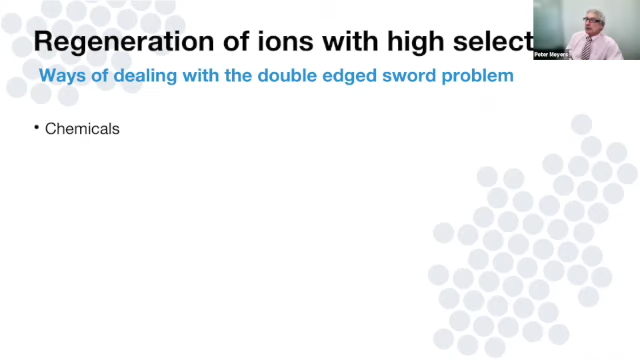 Regeneration of ions with high select
Peter Meyers
Ways of dealing with the double edged sword problem
• Chemicals